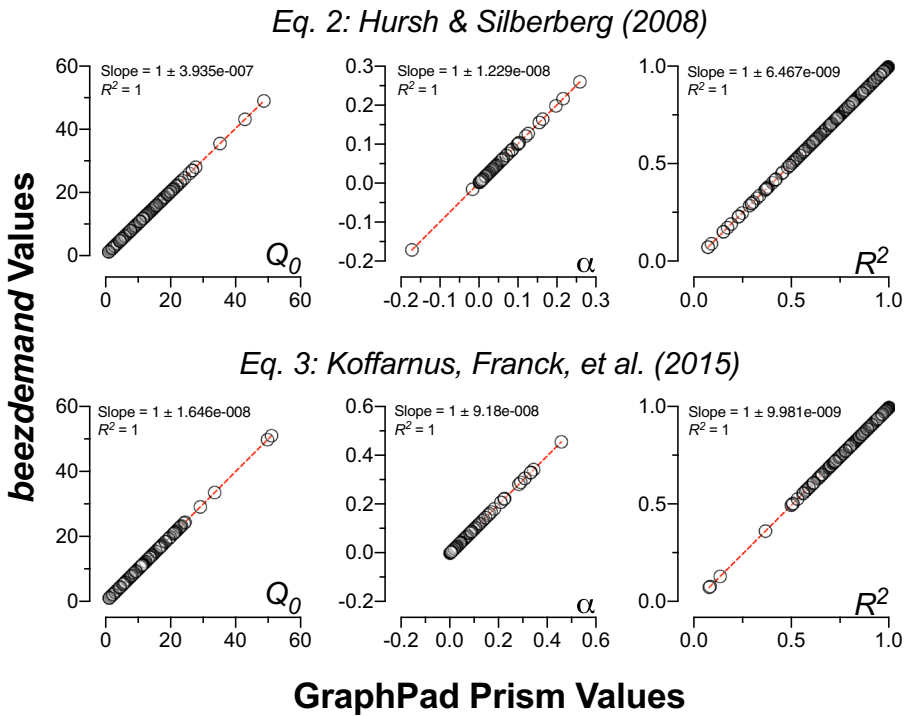 Eq. 2: Hursh & Silberberg (2008)
Slope = 1 ± 3.935e-007
R² = 1
60
40
20
0
0
20
40
60
Q₀
Slope = 1 ± 1.229e-008
R² = 1
0.3
0.2
0.1
0.0
-0.1
-0.2
-0.2
-0.1
0.0
0.1
0.2
0.3
α
Slope = 1 ± 6.467e-009
R² = 1
1.0
0.5
0.0
0.0
0.5
1.0
R²
beezdemand Values
Eq. 3: Koffarnus, Franck, et al. (2015)
Slope = 1 ± 1.646e-008
R² = 1
60
40
20
0
0
20
40
60
Q₀
Slope = 1 ± 9.18e-008
R² = 1
0.6
0.4
0.2
0.0
-0.2
-0.2
0.0
0.2
0.4
0.6
α
Slope = 1 ± 9.981e-009
R² = 1
1.0
0.5
0.0
0.0
0.5
1.0
R²
GraphPad Prism Values